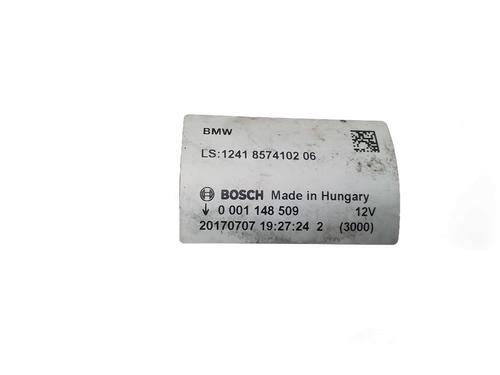 BMW
LS:1241 8574102 06
BOSCH Made in Hungary
↓ 0 001 148 509 12V
20170707 19:27:24 2 (3000)